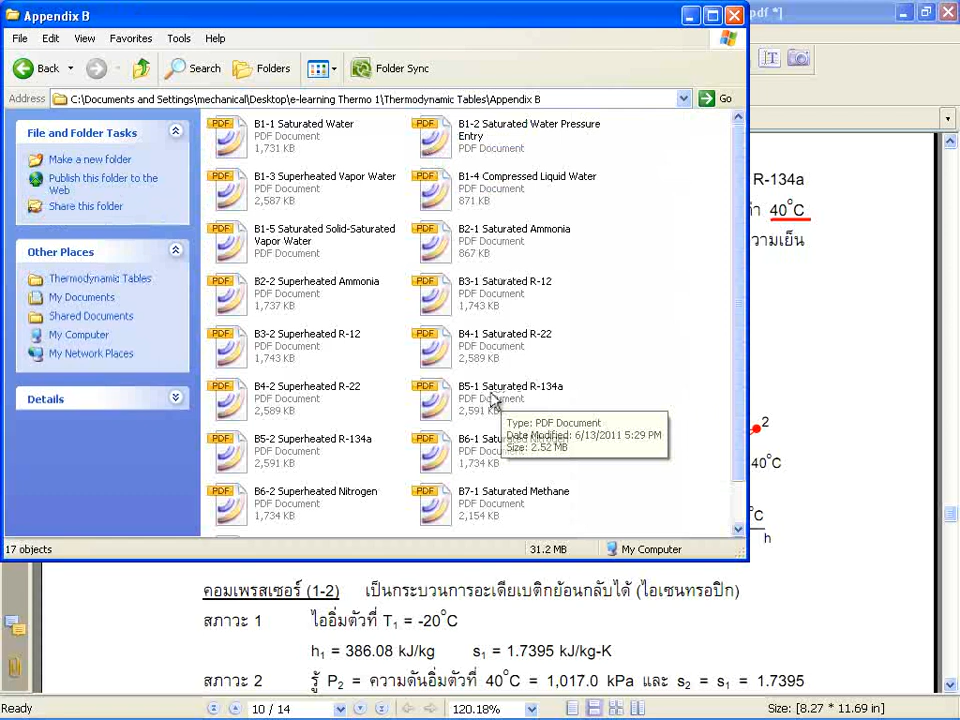 Appendix B
pdf *]
File Edit View Favorites Tools Help
Back Search Folders Folder Sync
Address C:\Documents and Settings\mechanical\Desktop\e-learning Thermo 1\Thermodynamic Tables\Appendix B Go
File and Folder Tasks
Make a new folder
Publish this folder to the
Web
Share this folder
Other Places
Thermodynamic Tables
My Documents
Shared Documents
My Computer
My Network Places
Details
B1-1 Saturated Water
PDF Document
1,731 KB
B1-2 Saturated Water Pressure
Entry
PDF Document
B1-3 Superheated Vapor Water
PDF Document
2,587 KB
B1-4 Compressed Liquid Water
PDF Document
871 KB
B1-5 Solid-Saturated
Vapor Water
PDF Document
B2-1 Saturated Ammonia
PDF Document
867 KB
B2-2 Superheated Ammonia
PDF Document
1,737 KB
B3-1 Saturated R-12
PDF Document
1,743 KB
B3-2 Superheated R-12
PDF Document
1,743 KB
B4-1 Saturated R-22
PDF Document
2,589 KB
B4-2 Superheated R-22
PDF Document
2,589 KB
B5-1 Saturated R-134a
PDF Document
2,591 KB
B5-2 Superheated R-134a
PDF Document
2,591 KB
B6-1
PDF
1,734 KB
B6-2 Superheated Nitrogen
PDF Document
1,734 KB
B7-1 Saturated Methane
PDF Document
2,154 KB
Type: PDF Document
Date Modified: 6/13/2011 5:29 PM
Size: 2.52 MB
17 objects 31.2 MB My Computer
R-134a
40°C
วามเย็น
2
40°C
°C
h
คอมเพรสเซอร์ (1-2) เป็นกระบวนการอะเดียเบติกย้อนกลับได้ (ไอเซนทรอปิก)
สภาวะ 1 ไออิ่มตัวที่ T₁ = -20°C
h₁ = 386.08 kJ/kg s₁ = 1.7395 kJ/kg-K
สภาวะ 2 รู้ P₂ = ความดันอิ่มตัวที่ 40°C = 1,017.0 kPa และ s₂ = s₁ = 1.7395
Ready 10 / 14 120.18% Size: [8.27 * 11.69 in]